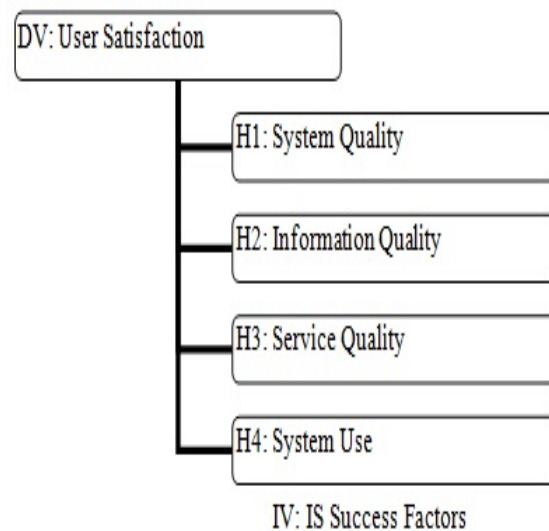 DV: User Satisfaction
H1: System Quality
H2: Information Quality
H3: Service Quality
H4: System Use
IV: IS Success Factors